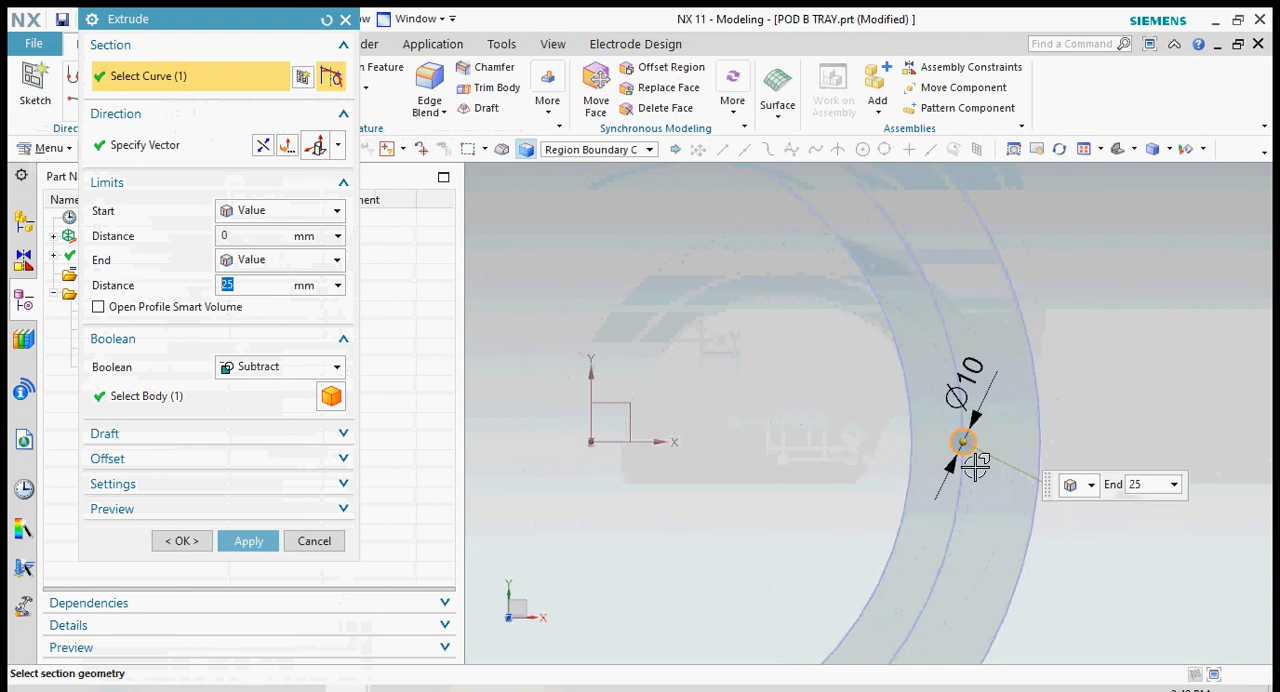 NX Extrude Window NX 11 - Modeling - [POD B TRAY.prt (Modified) ] SIEMENS
File Application Tools View Electrode Design Find a Command
Section
Select Curve (1)
Direction
Specify Vector
Limits
Start Value
Distance 0 mm
End Value
Distance 25 mm
Open Profile Smart Volume
Boolean
Boolean Subtract
Select Body (1)
Draft
Offset
Settings
Preview
< OK > Apply Cancel
Sketch
Feature
Edge Blend
Chamfer
Trim Body
Draft
More
Move Face
Offset Region
Replace Face
Delete Face
More
Synchronous Modeling
Surface
Work on Assembly
Add
Assembly Constraints
Move Component
Pattern Component
Assemblies
Menu
Region Boundary C
Part N
Name
Y
X
Ø10
End 25
Y
X
Dependencies
Details
Preview
Select section geometry